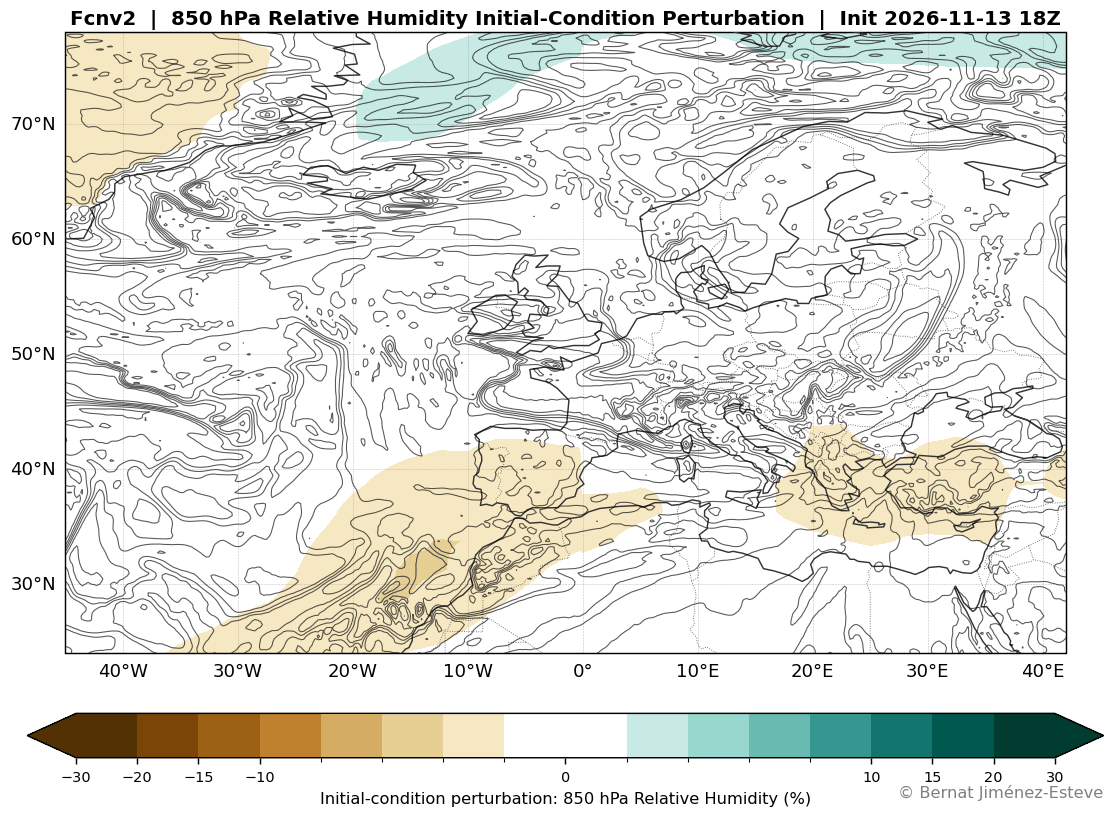 Fcnv2 | 850 hPa Relative Humidity Initial-Condition Perturbation | Init 2026-11-13 18Z
70°N
60°N
50°N
40°N
30°N
40°W 30°W 20°W 10°W 0° 10°E 20°E 30°E 40°E
−30 −20 −15 −10 0 10 15 20 30
© Bernat Jiménez-Esteve
Initial-condition perturbation: 850 hPa Relative Humidity (%)